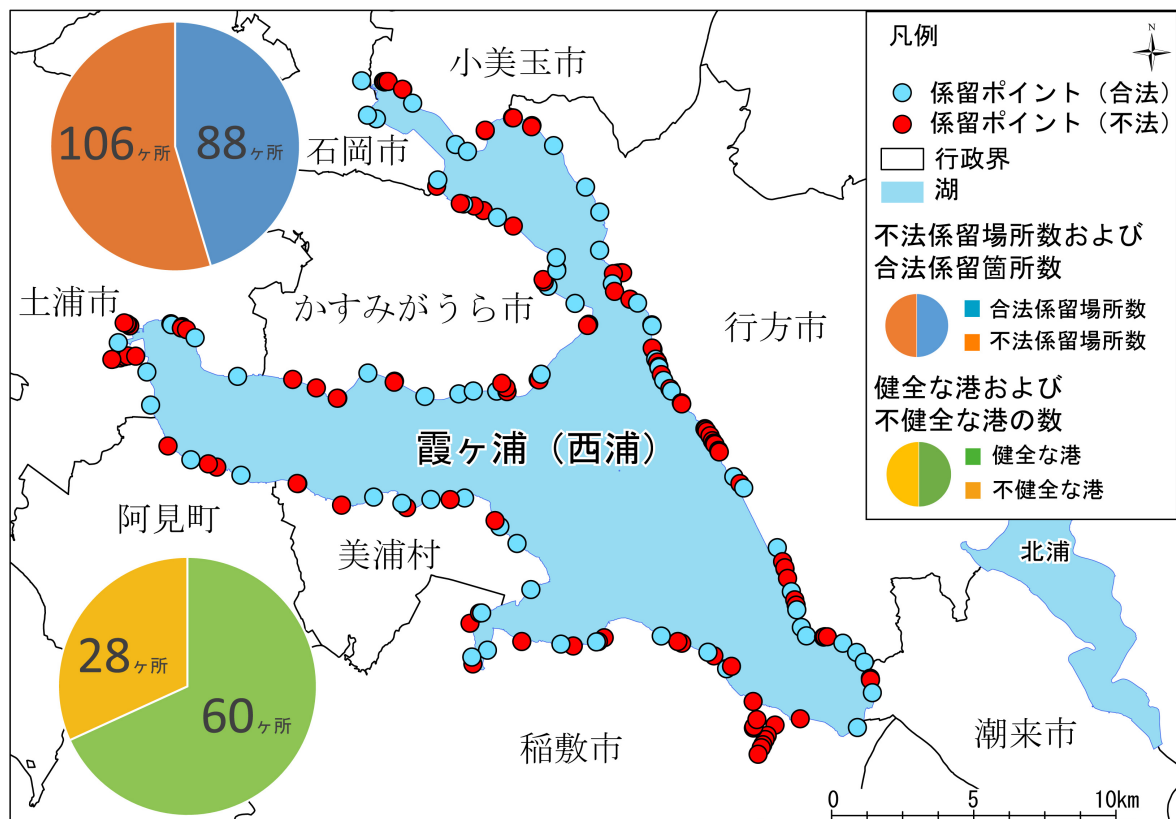 小美玉市
石岡市
106ヶ所
88ヶ所
土浦市
かすみがうら市
行方市
霞ヶ浦（西浦）
阿見町
美浦村
北浦
28ヶ所
60ヶ所
稲敷市
潮来市
0 5 10km
凡例
N
係留ポイント（合法）
係留ポイント（不法）
行政界
湖
不法係留場所数および
合法係留箇所数
合法係留場所数
不法係留場所数
健全な港および
不健全な港の数
健全な港
不健全な港